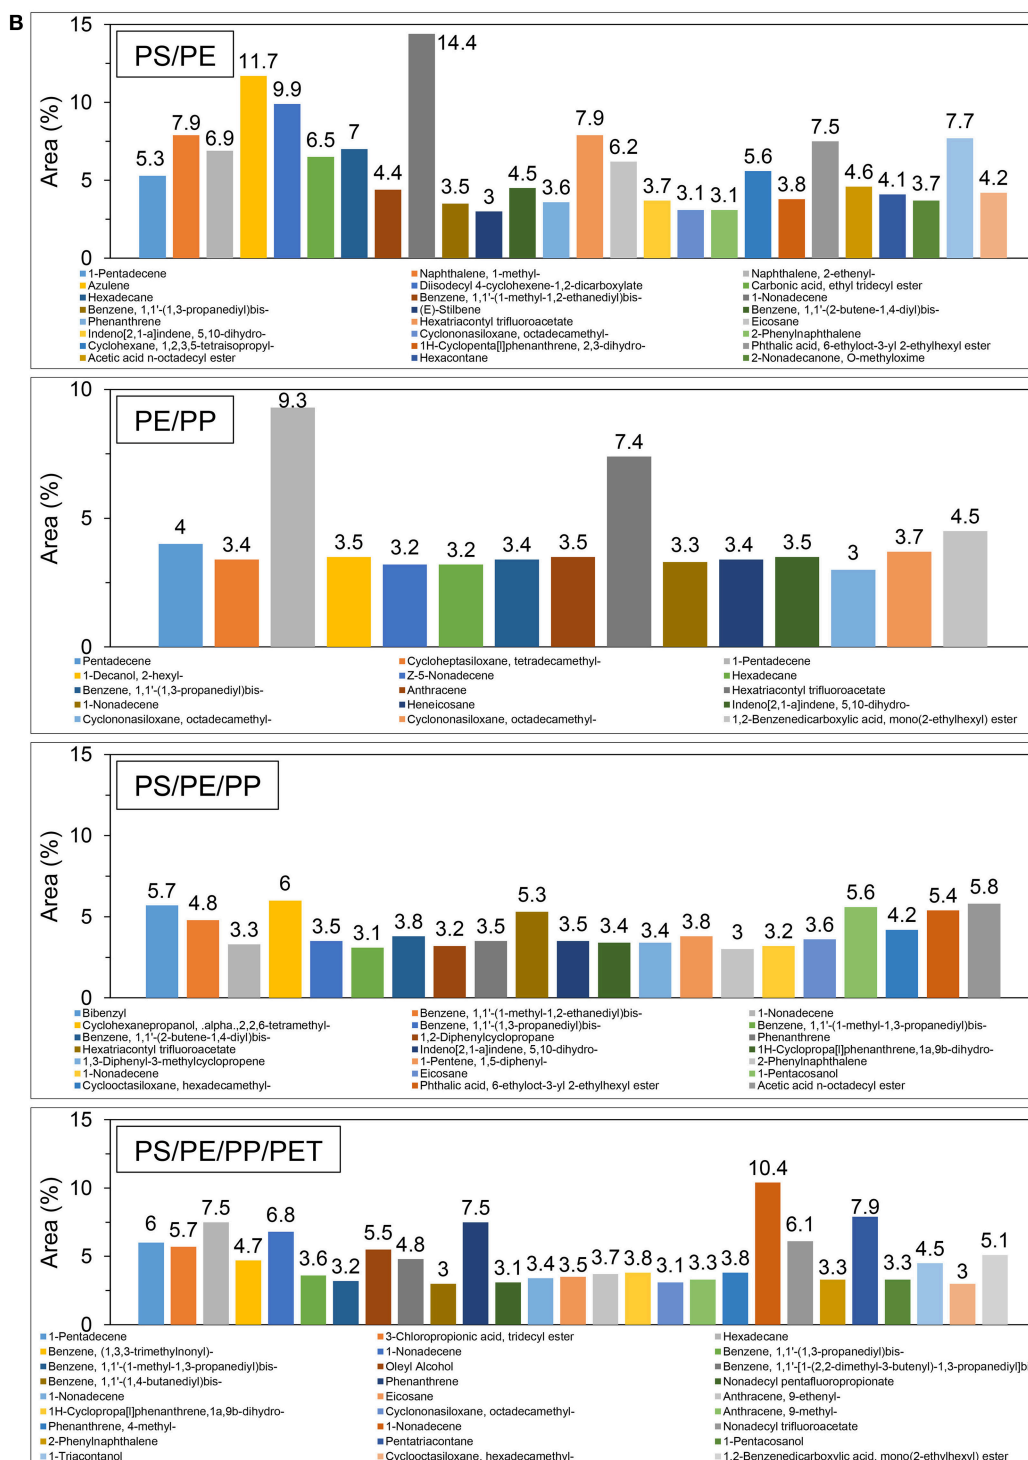 B
PS/PE
Area (%)
15
10
5
0
5.3 7.9 6.9 11.7 9.9 6.5 7 4.4 14.4 3.5 3 4.5 3.6 7.9 6.2 3.7 3.1 3.1 5.6 3.8 7.5 4.6 4.1 3.7 7.7 4.2
1-Pentadecene Naphthalene, 1-methyl- Naphthalene, 2-ethenyl-
Azulene Diisodecyl 4-cyclohexene-1,2-dicarboxylate Carbonic acid, ethyl tridecyl ester
Hexadecane Benzene, 1,1'-(1-methyl-1,2-ethanediyl)bis- 1-Nonadecene
Benzene, 1,1'-(1,3-propanediyl)bis- (E)-Stilbene Benzene, 1,1'-(2-butene-1,4-diyl)bis-
Phenanthrene Hexatriacontyl trifluoroacetate Eicosane
Indeno[2,1-a]indene, 5,10-dihydro- Cyclononasiloxane, octadecamethyl- 2-Phenylnaphthalene
Cyclohexane, 1,2,3,5-tetraisopropyl- 1H-Cyclopenta[l]phenanthrene, 2,3-dihydro- Phthalic acid, 6-ethyloct-3-yl 2-ethylhexyl ester
Acetic acid n-octadecyl ester Hexacontane 2-Nonadecanone, O-methyloxime
PE/PP
Area (%)
10
5
0
4 3.4 9.3 3.5 3.2 3.2 3.4 3.5 7.4 3.3 3.4 3.5 3 3.7 4.5
Pentadecene Cycloheptasiloxane, tetradecamethyl- 1-Pentadecene
1-Decanol, 2-hexyl- Z-5-Nonadecene Hexadecane
Benzene, 1,1'-(1,3-propanediyl)bis- Anthracene Hexatriacontyl trifluoroacetate
1-Nonadecene Heneicosane Indeno[2,1-a]indene, 5,10-dihydro-
Cyclononasiloxane, octadecamethyl- Cyclononasiloxane, octadecamethyl- 1,2-Benzenedicarboxylic acid, mono(2-ethylhexyl) ester
PS/PE/PP
Area (%)
15
10
5
0
5.7 4.8 3.3 6 3.5 3.1 3.8 3.2 3.5 5.3 3.5 3.4 3.4 3.8 3 3.2 3.6 5.6 4.2 5.4 5.8
Bibenzyl Benzene, 1,1'-(1-methyl-1,2-ethanediyl)bis- 1-Nonadecene
Cyclohexanepropanol, .alpha.,2,2,6-tetramethyl- Benzene, 1,1'-(1,3-propanediyl)bis- Benzene, 1,1'-(1-methyl-1,3-propanediyl)bis-
Benzene, 1,1'-(2-butene-1,4-diyl)bis- 1,2-Diphenylcyclopropane Phenanthrene
Hexatriacontyl trifluoroacetate Indeno[2,1-a]indene, 5,10-dihydro- 1H-Cyclopropa[l]phenanthrene,1a,9b-dihydro-
1,3-Diphenyl-3-methylcyclopropene 1-Pentene, 1,5-diphenyl- 2-Phenylnaphthalene
1-Nonadecene Eicosane 1-Pentacosanol
Cyclooctasiloxane, hexadecamethyl- Phthalic acid, 6-ethyloct-3-yl 2-ethylhexyl ester Acetic acid n-octadecyl ester
PS/PE/PP/PET
Area (%)
15
10
5
0
6 5.7 7.5 4.7 6.8 3.6 3.2 5.5 4.8 3 7.5 3.1 3.4 3.5 3.7 3.8 3.1 3.3 3.8 10.4 6.1 3.3 7.9 3.3 4.5 3 5.1
1-Pentadecene 3-Chloropropionic acid, tridecyl ester Hexadecane
Benzene, (1,3,3-trimethylnonyl)- 1-Nonadecene Benzene, 1,1'-(1,3-propanediyl)bis-
Benzene, 1,1'-(1-methyl-1,3-propanediyl)bis- Oleyl Alcohol Benzene, 1,1'-[1-(2,2-dimethyl-3-butenyl)-1,3-propanediyl]bi
Benzene, 1,1'-(1,4-butanediyl)bis- Phenanthrene Nonadecyl pentafluoropropionate
1-Nonadecene Eicosane Anthracene, 9-ethenyl-
1H-Cyclopropa[l]phenanthrene,1a,9b-dihydro- Cyclononasiloxane, octadecamethyl- Anthracene, 9-methyl-
Phenanthrene, 4-methyl- 1-Nonadecene Nonadecyl trifluoroacetate
2-Phenylnaphthalene Pentatriacontane 1-Pentacosanol
1-Triacontanol Cyclooctasiloxane, hexadecamethyl- 1,2-Benzenedicarboxylic acid, mono(2-ethylhexyl) ester